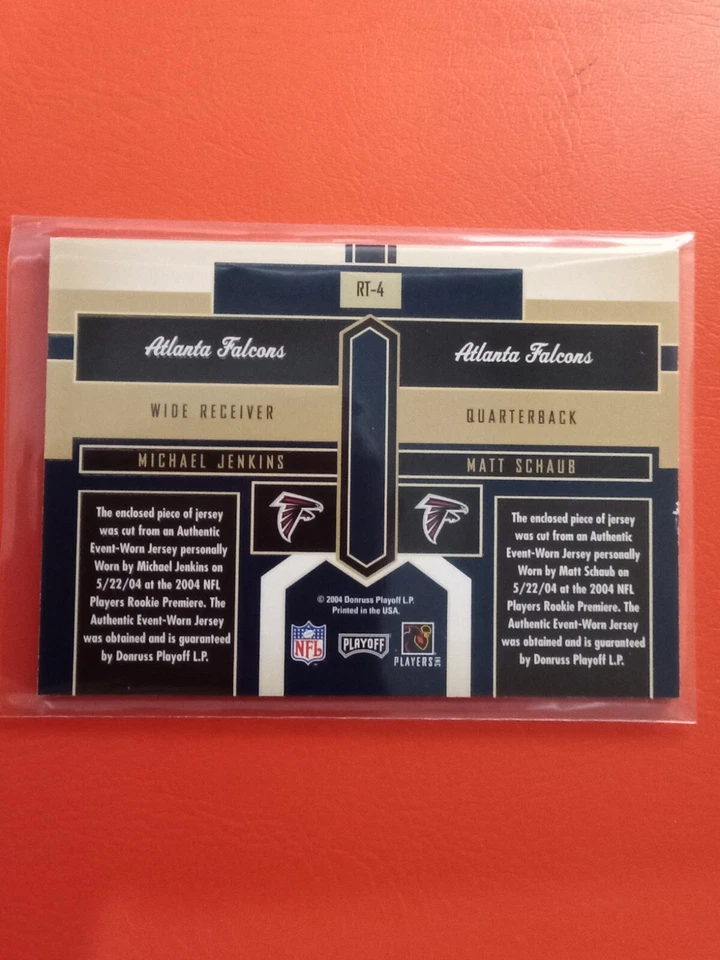 RT-4
Atlanta Falcons
WIDE RECEIVER
MICHAEL JENKINS
The enclosed piece of jersey
was cut from an Authentic
Event-Worn Jersey personally
Worn by Michael Jenkins on
5/22/04 at the 2004 NFL
Players Rookie Premiere. The
Authentic Event-Worn Jersey
was obtained and is guaranteed
by Donruss Playoff L.P.
Atlanta Falcons
QUARTERBACK
MATT SCHAUB
The enclosed piece of jersey
was cut from an Authentic
Event-Worn Jersey personally
Worn by Matt Schaub on
5/22/04 at the 2004 NFL
Players Rookie Premiere. The
Authentic Event-Worn Jersey
was obtained and is guaranteed
by Donruss Playoff L.P.
© 2004 Donruss Playoff L.P.
Printed in the USA.
NFL
PLAYOFF
PLAYERS INC